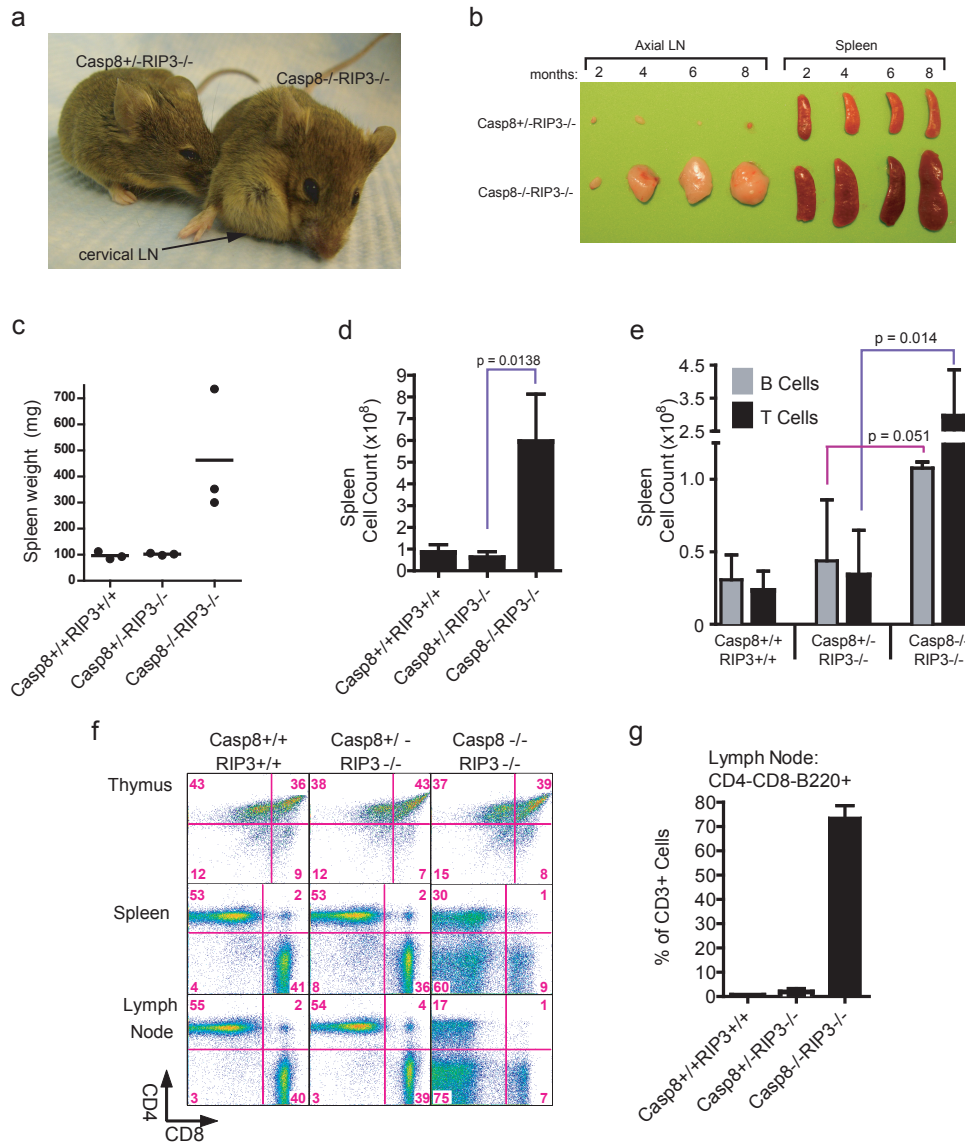 a
Casp8+/-RIP3-/-
Casp8-/-RIP3-/-
cervical LN
b
Axial LN Spleen
months: 2 4 6 8 2 4 6 8
Casp8+/-RIP3-/-
Casp8-/-RIP3-/-
c
Spleen weight (mg)
700
600
500
400
300
200
100
0
Casp8+/+RIP3+/+
Casp8+/-RIP3-/-
Casp8-/-RIP3-/-
d
p = 0.0138
Spleen
Cell Count (x10⁸)
9
8
7
6
5
4
3
2
1
0
Casp8+/+RIP3+/+
Casp8+/-RIP3-/-
Casp8-/-RIP3-/-
e
p = 0.014
B Cells
T Cells
p = 0.051
Spleen
Cell Count (x10⁸)
4.5
3.5
2.5
1.0
0.5
0
Casp8+/+ Casp8+/- Casp8-/-
RIP3+/+ RIP3-/- RIP3-/-
f
Casp8+/+ Casp8+/ - Casp8 -/-
RIP3+/+ RIP3 -/- RIP3 -/-
Thymus
43 36 38 43 37 39
12 9 12 7 15 8
Spleen
53 2 53 2 30 1
4 41 8 36 60 9
Lymph
Node
55 2 54 4 17 1
3 40 3 39 75 7
CD4
CD8
g
Lymph Node:
CD4-CD8-B220+
% of CD3+ Cells
80
70
60
50
40
30
20
10
0
Casp8+/+RIP3+/+
Casp8+/-RIP3-/-
Casp8-/-RIP3-/-